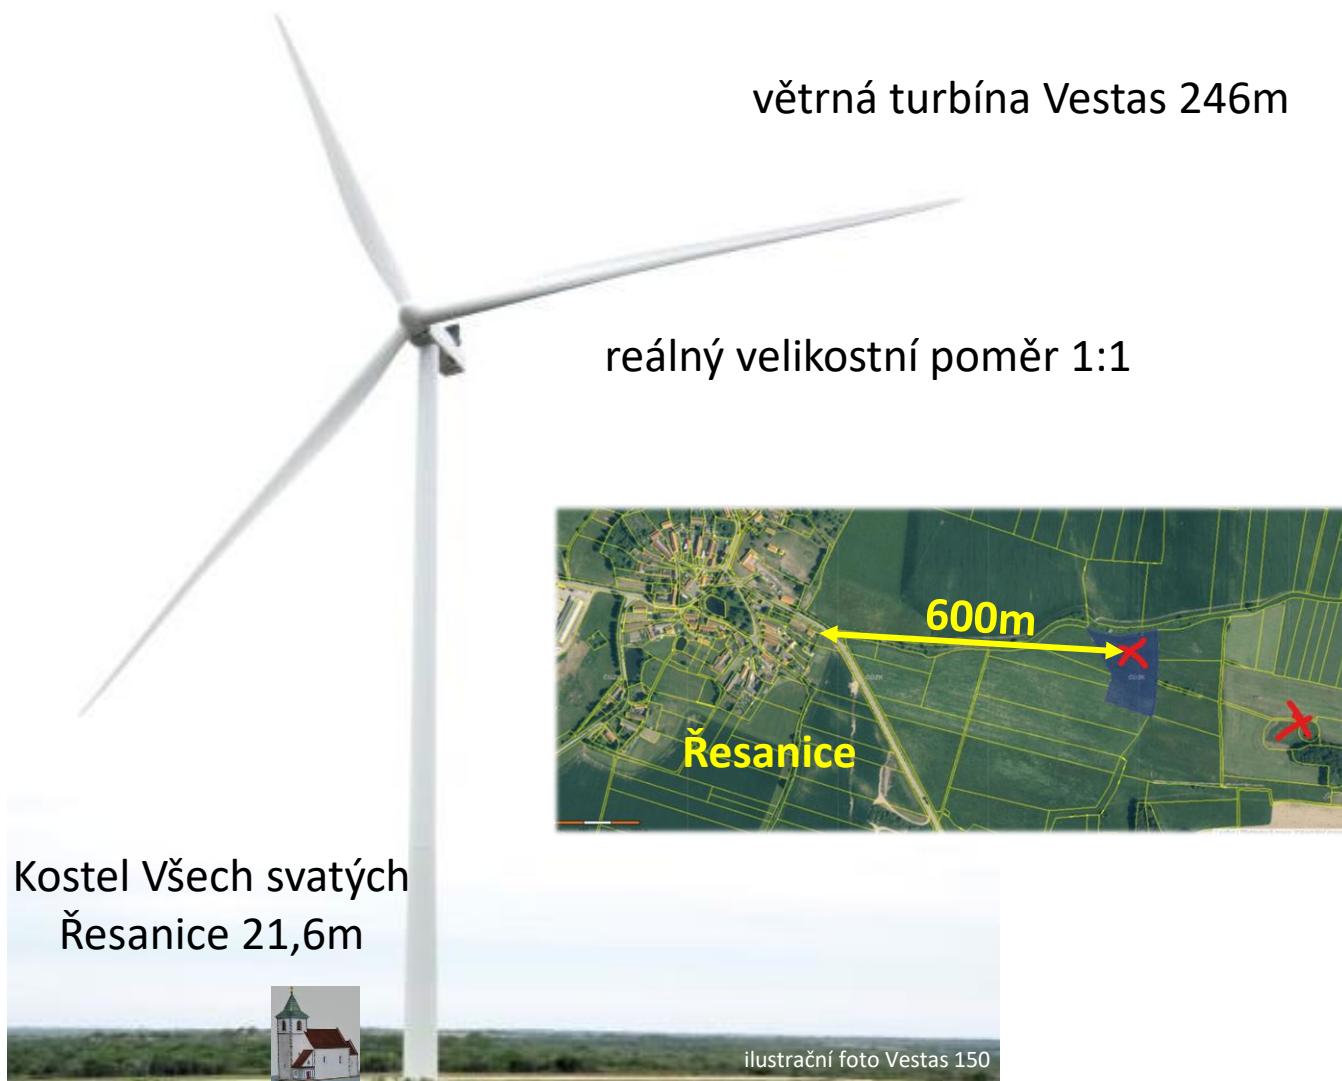 větrná turbína Vestas 246m
reálný velikostní poměr 1:1
600m
Řesanice
Kostel Všech svatých
Řesanice 21,6m
ilustrační foto Vestas 150